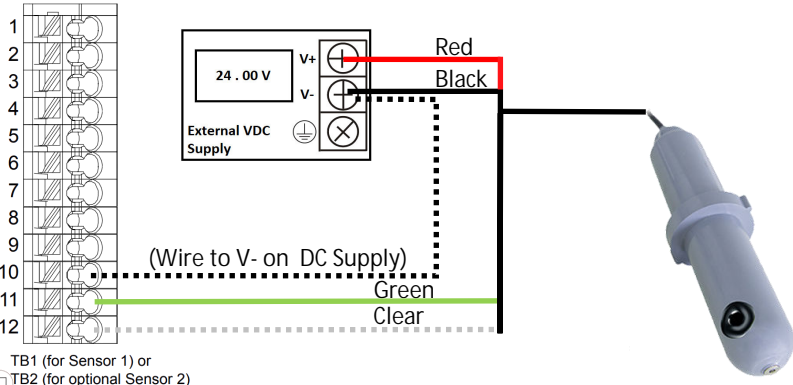 1
2
3
4
5
6
7
8
9
10
11
12
24 . 00 V
V+
V-
External VDC
Supply
Red
Black
(Wire to V- on DC Supply)
Green
Clear
TB1 (for Sensor 1) or
TB2 (for optional Sensor 2)